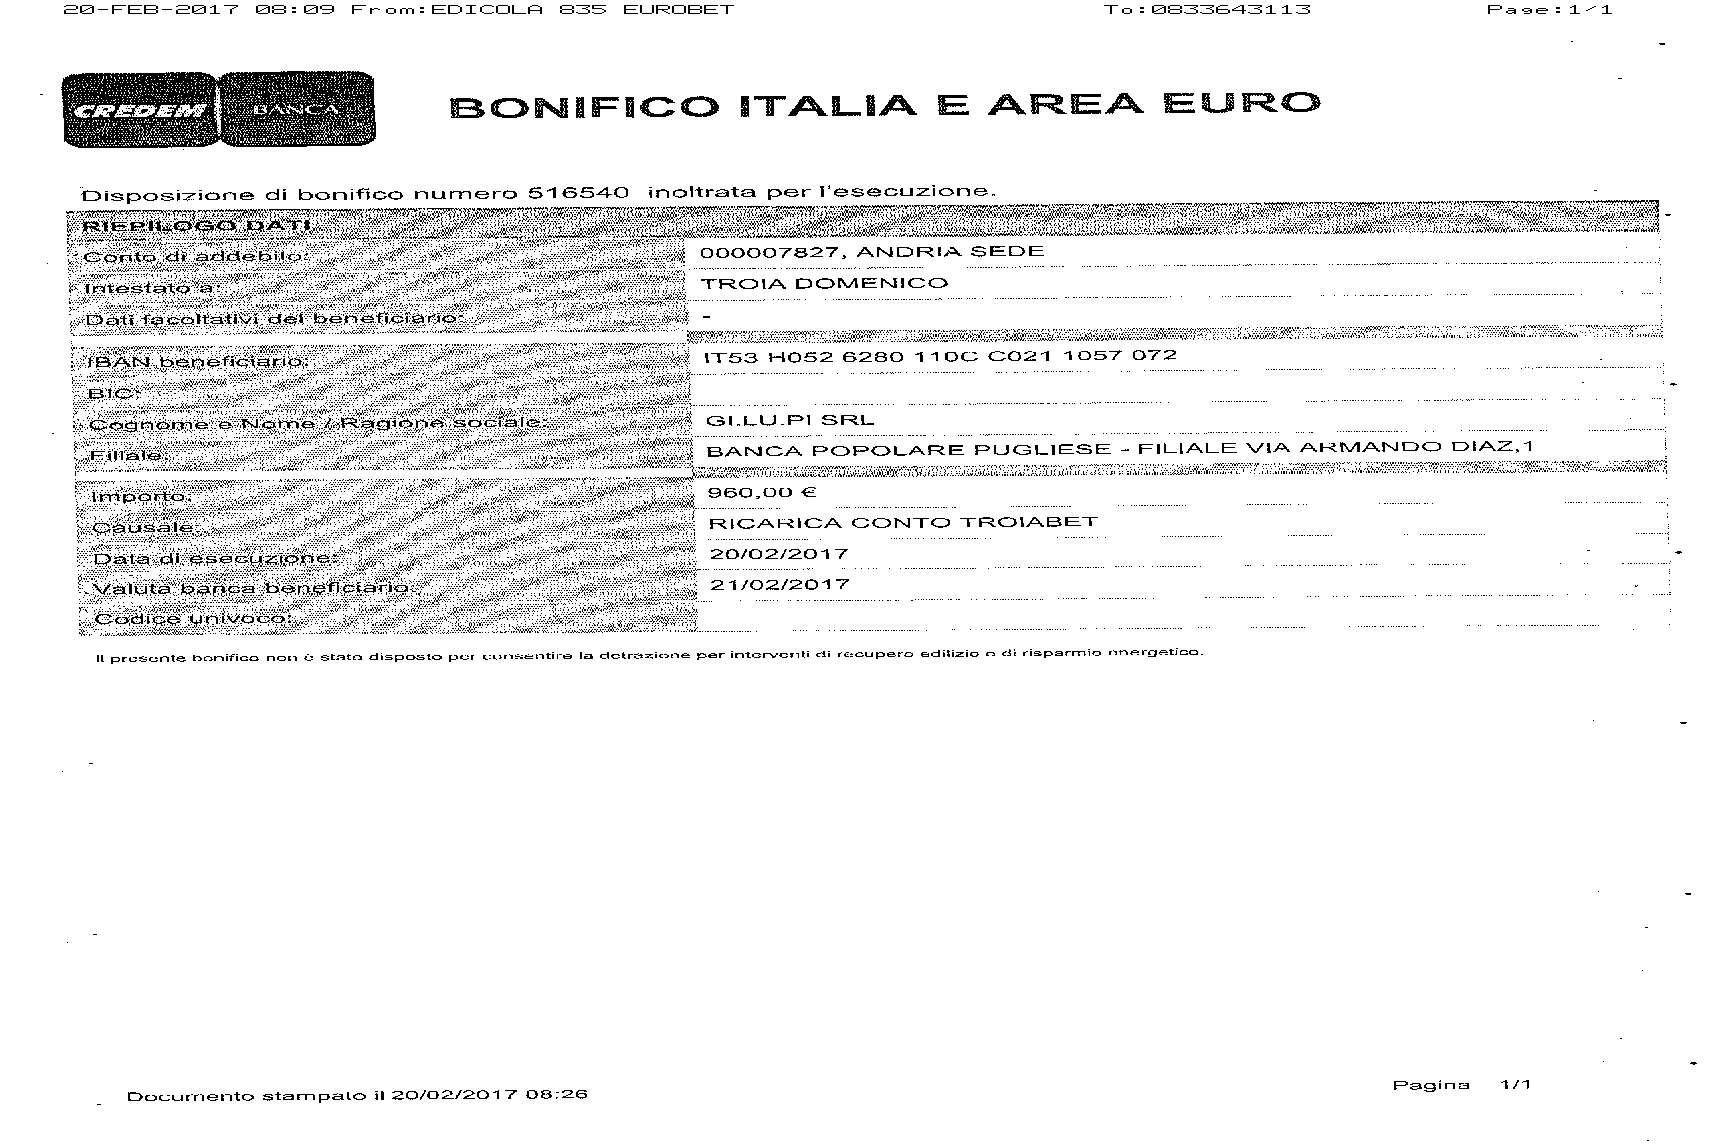 20-FEB-2017 08:09 From:EDICOLA 835 EUROBET To:0833643113 Page:1/1
CREDEM BANCA BONIFICO ITALIA E AREA EURO
Disposizione di bonifico numero 516540 inoltrata per l'esecuzione.
RIEPILOGO DATI
Conto di addebito: 000007827, ANDRIA SEDE
Intestato a: TROIA DOMENICO
Dati facoltativi del beneficiario: -
IBAN beneficiario: IT53 H052 6280 110C C021 1057 072
BIC:
Cognome e Nome / Ragione sociale: GI.LU.PI SRL
Filiale: BANCA POPOLARE PUGLIESE - FILIALE VIA ARMANDO DIAZ,1
Importo: 960,00 €
Causale: RICARICA CONTO TROIABET
Data di esecuzione: 20/02/2017
Valuta banca beneficiario: 21/02/2017
Codice univoco:
Il presente bonifico non è stato disposto per consentire la detrazione per interventi di recupero edilizio o di risparmio energetico.
Documento stampato il 20/02/2017 08:26 Pagina 1/1